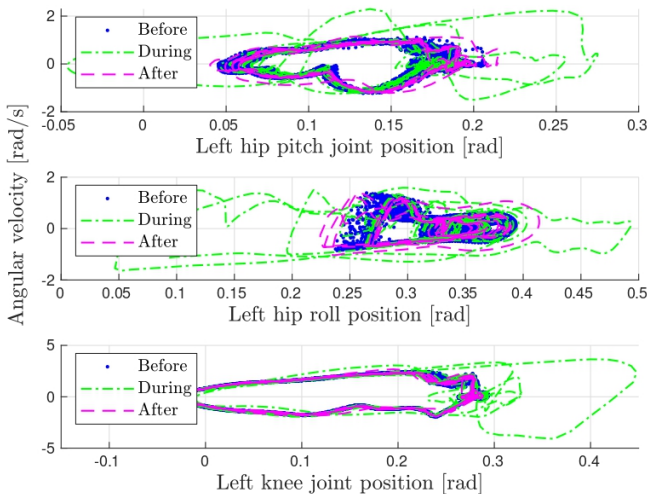 2
0
-2
Before
During
After
-0.05
0
0.05
0.1
0.15
0.2
0.25
0.3
Left hip pitch joint position [rad]
Angular velocity [rad/s]
2
0
-2
Before
During
After
0
0.05
0.1
0.15
0.2
0.25
0.3
0.35
0.4
0.45
0.5
Left hip roll position [rad]
5
0
-5
Before
During
After
-0.1
0
0.1
0.2
0.3
0.4
Left knee joint position [rad]